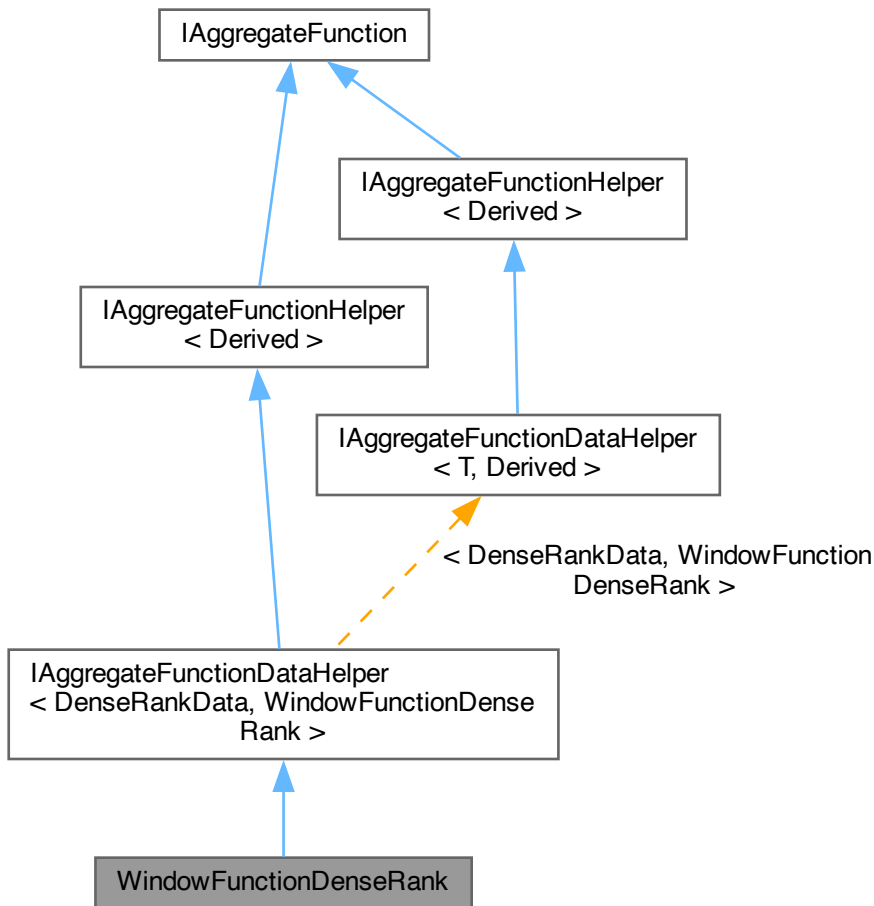 IAggregateFunction
IAggregateFunctionHelper
< Derived >
IAggregateFunctionHelper
< Derived >
IAggregateFunctionDataHelper
< T, Derived >
< DenseRankData, WindowFunction
DenseRank >
IAggregateFunctionDataHelper
< DenseRankData, WindowFunctionDense
Rank >
WindowFunctionDenseRank